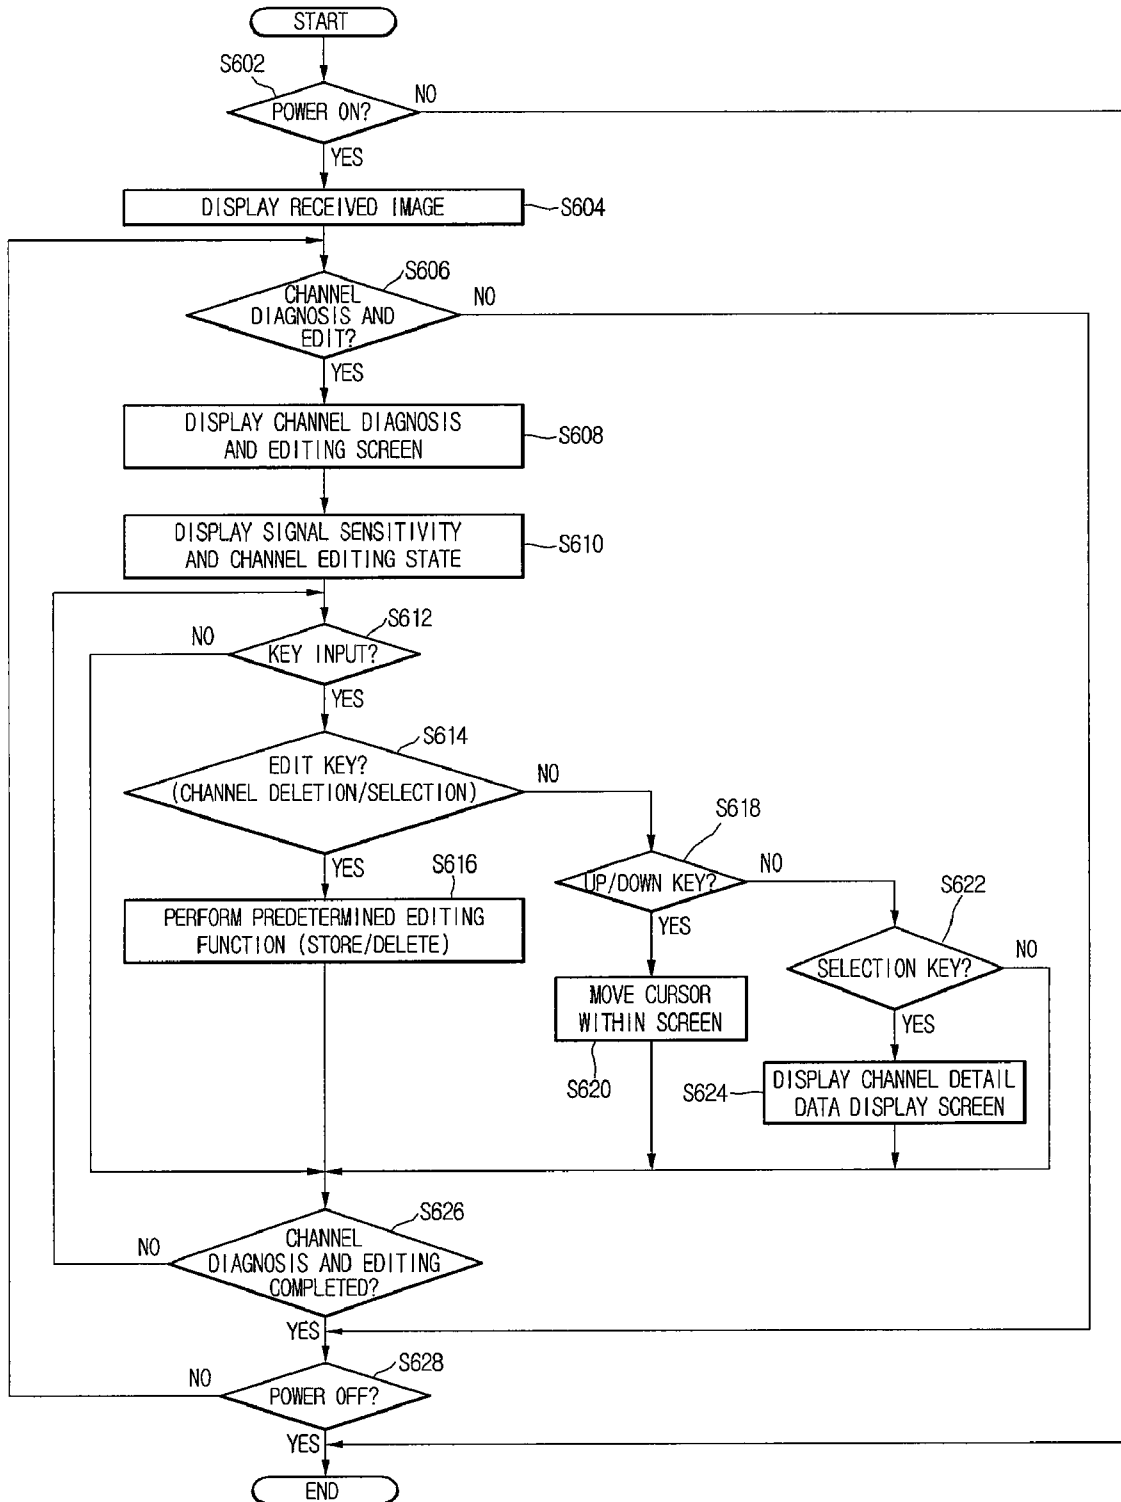 START
S602
POWER ON?
NO
YES
DISPLAY RECEIVED IMAGE
S604
S606
CHANNEL
DIAGNOSIS AND
EDIT?
NO
YES
DISPLAY CHANNEL DIAGNOSIS
AND EDITING SCREEN
S608
DISPLAY SIGNAL SENSITIVITY
AND CHANNEL EDITING STATE
S610
S612
NO
KEY INPUT?
YES
S614
EDIT KEY?
(CHANNEL DELETION/SELECTION)
NO
YES
S616
PERFORM PREDETERMINED EDITING
FUNCTION (STORE/DELETE)
S618
UP/DOWN KEY?
NO
YES
MOVE CURSOR
WITHIN SCREEN
S620
S622
SELECTION KEY?
NO
YES
S624
DISPLAY CHANNEL DETAIL
DATA DISPLAY SCREEN
S626
CHANNEL
DIAGNOSIS AND EDITING
COMPLETED?
NO
YES
S628
NO
POWER OFF?
YES
END